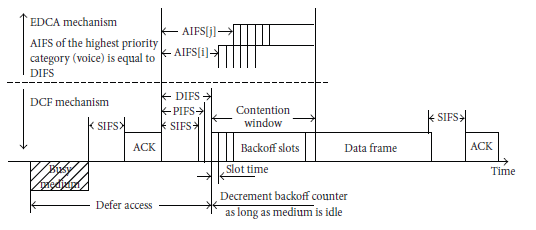 EDCA mechanism
AIFS of the highest priority
category (voice) is equal to
DIFS
AIFS[j]
AIFS[i]
DCF mechanism
DIFS
PIFS
SIFS
SIFS
Contention
window
SIFS
ACK
Backoff slots
Data frame
ACK
Time
Busy
medium
Slot time
Defer access
Decrement backoff counter
as long as medium is idle